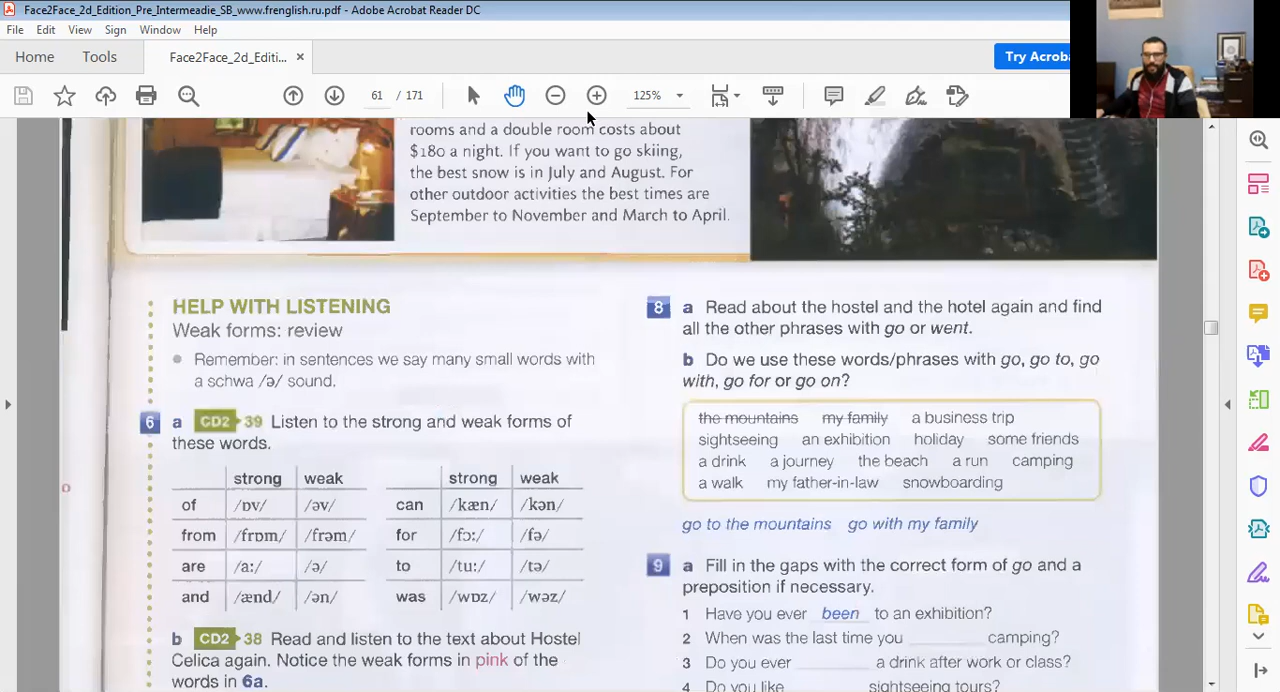 Face2Face_2d_Edition_Pre_Intermeadie_SB_www.frenglish.ru.pdf - Adobe Acrobat Reader DC
File Edit View Sign Window Help
Home Tools Face2Face_2d_Editi... × Try Acroba
61 / 171 125%
rooms and a double room costs about
$180 a night. If you want to go skiing,
the best snow is in July and August. For
other outdoor activities the best times are
September to November and March to April.
HELP WITH LISTENING
Weak forms: review
● Remember: in sentences we say many small words with
a schwa /ə/ sound.
6 a CD2 39 Listen to the strong and weak forms of
these words.
strong weak strong weak
of /ɒv/ /əv/ can /kæn/ /kən/
from /frɒm/ /frəm/ for /fɔː/ /fə/
are /aː/ /ə/ to /tuː/ /tə/
and /ænd/ /ən/ was /wɒz/ /wəz/
b CD2 38 Read and listen to the text about Hostel
Celica again. Notice the weak forms in pink of the
words in 6a.
8 a Read about the hostel and the hotel again and find
all the other phrases with go or went.
b Do we use these words/phrases with go, go to, go
with, go for or go on?
the mountains my family a business trip
sightseeing an exhibition holiday some friends
a drink a journey the beach a run camping
a walk my father-in-law snowboarding
go to the mountains go with my family
9 a Fill in the gaps with the correct form of go and a
preposition if necessary.
1 Have you ever been to an exhibition?
2 When was the last time you ________ camping?
3 Do you ever ________ a drink after work or class?
4 Do you like ________ sightseeing tours?